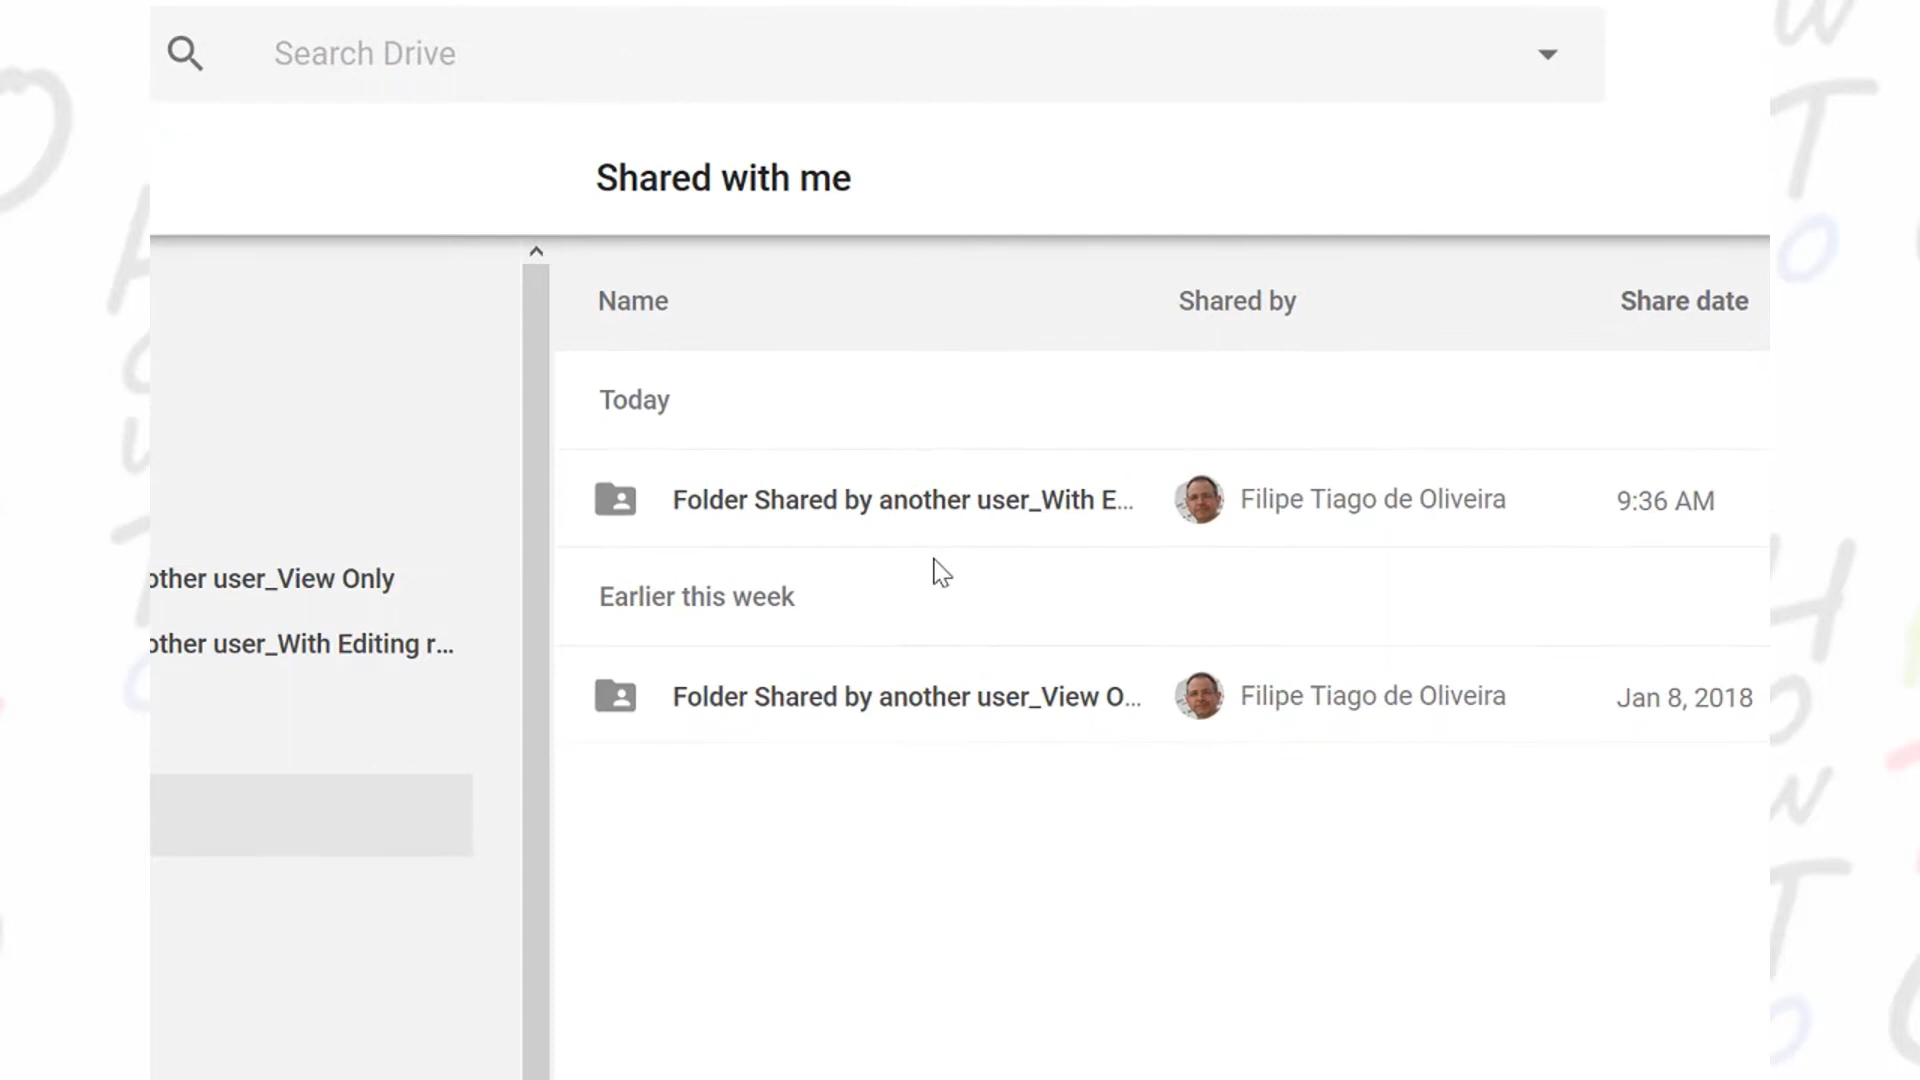 Search Drive
Shared with me
Name Shared by Share date
Today
Folder Shared by another user_With E... Filipe Tiago de Oliveira 9:36 AM
other user_View Only
Earlier this week
other user_With Editing r...
Folder Shared by another user_View O... Filipe Tiago de Oliveira Jan 8, 2018